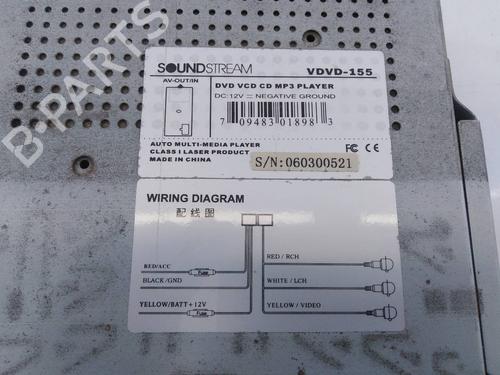 SOUNDSTREAM
VDVD-155
AV-OUT/IN
DVD VCD CD MP3 PLAYER
DC:12V NEGATIVE GROUND
7 09483 01898 3
AUTO MULTI-MEDIA PLAYER
CLASS I LASER PRODUCT
MADE IN CHINA
FC CE
S/N:060300521
WIRING DIAGRAM
配线图
RED/ACC
Fuse
RED / RCH
BLACK /GND
WHITE / LCH
YELLOW/BATT+12V
Fuse
YELLOW / VIDEO
B-PARTS